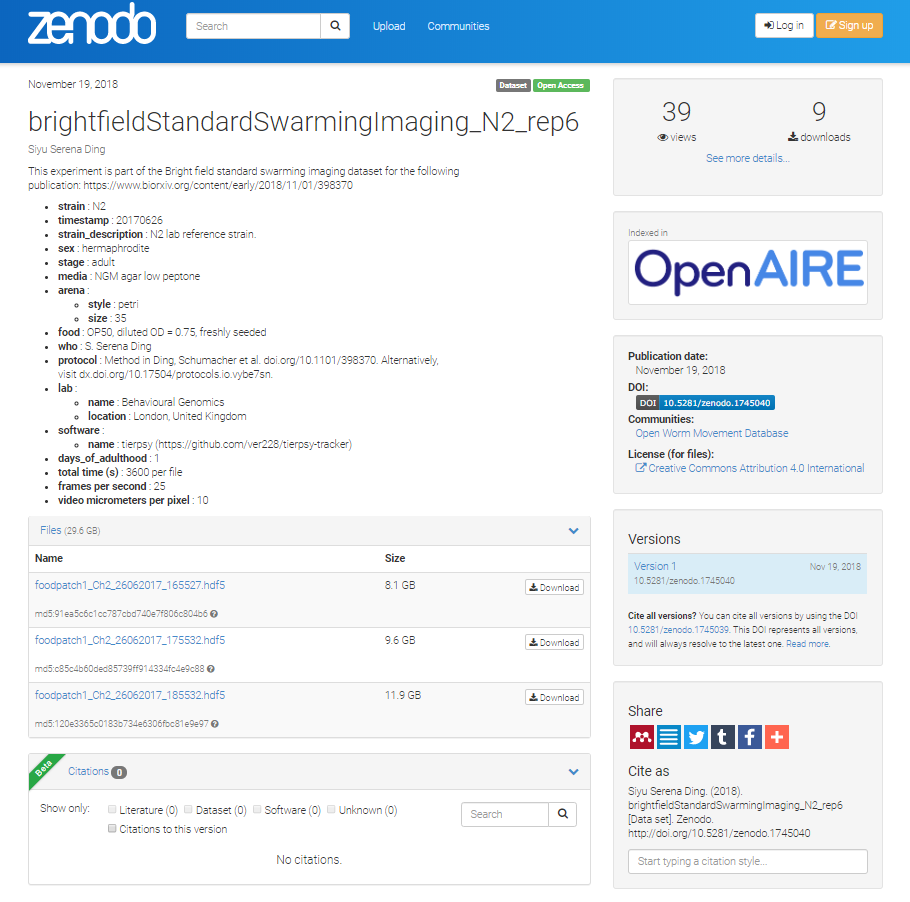 zenodo
Search
Upload
Communities
Log in
Sign up
November 19, 2018
Dataset
Open Access
brightfieldStandardSwarmingImaging_N2_rep6
Siyu Serena Ding
This experiment is part of the Bright field standard swarming imaging dataset for the following
publication: https://www.biorxiv.org/content/early/2018/11/01/398370
strain : N2
timestamp : 20170626
strain_description : N2 lab reference strain.
sex : hermaphrodite
stage : adult
media : NGM agar low peptone
arena :
style : petri
size : 35
food : OP50, diluted OD = 0.75, freshly seeded
who : S. Serena Ding
protocol : Method in Ding, Schumacher et al. doi.org/10.1101/398370. Alternatively,
visit dx.doi.org/10.17504/protocols.io.vybe7sn.
lab :
name : Behavioural Genomics
location : London, United Kingdom
software :
name : tierpsy (https://github.com/ver228/tierpsy-tracker)
days_of_adulthood : 1
total time (s) : 3600 per file
frames per second : 25
video micrometers per pixel : 10
Files (29.6 GB)
Name Size
foodpatch1_Ch2_26062017_165527.hdf5 8.1 GB Download
md5:91ea5c6c1cc787cbd740e7f806c804b6
foodpatch1_Ch2_26062017_175532.hdf5 9.6 GB Download
md5:c85c4b60ded85739ff914334fc4e9c88
foodpatch1_Ch2_26062017_185532.hdf5 11.9 GB Download
md5:120e3365c0183b734e6306fbc81e9e97
Beta
Citations 0
Show only: Literature (0) Dataset (0) Software (0) Unknown (0)
Citations to this version
Search
No citations.
39 9
views downloads
See more details...
Indexed in
OpenAIRE
Publication date:
November 19, 2018
DOI:
DOI 10.5281/zenodo.1745040
Communities:
Open Worm Movement Database
License (for files):
Creative Commons Attribution 4.0 International
Versions
Version 1 Nov 19, 2018
10.5281/zenodo.1745040
Cite all versions? You can cite all versions by using the DOI
10.5281/zenodo.1745039. This DOI represents all versions,
and will always resolve to the latest one. Read more.
Share
Cite as
Siyu Serena Ding. (2018).
brightfieldStandardSwarmingImaging_N2_rep6
[Data set]. Zenodo.
http://doi.org/10.5281/zenodo.1745040
Start typing a citation style...